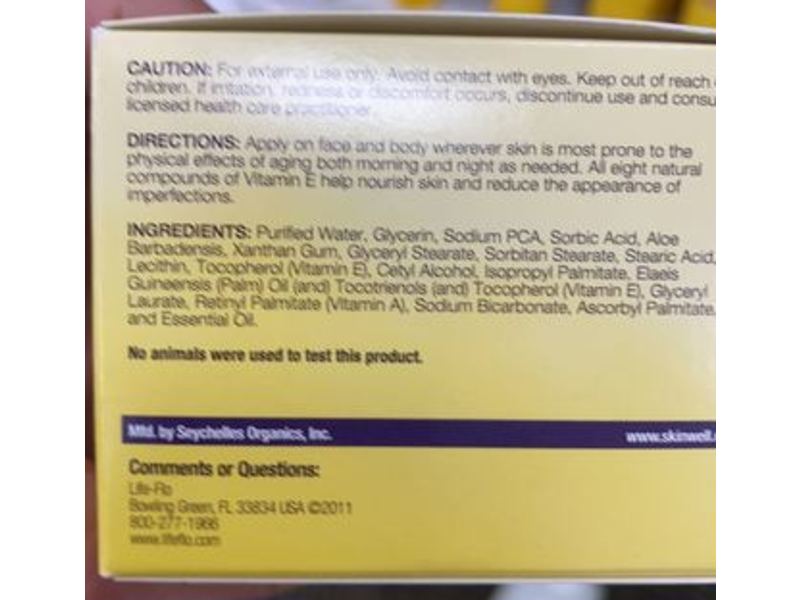 CAUTION: For external use only. Avoid contact with eyes. Keep out of reach
children. If irritation, redness or discomfort occurs, discontinue use and consu
licensed health care practitioner.
DIRECTIONS: Apply on face and body wherever skin is most prone to the
physical effects of aging both morning and night as needed. All eight natural
compounds of Vitamin E help nourish skin and reduce the appearance of
imperfections.
INGREDIENTS: Purified Water, Glycerin, Sodium PCA, Sorbic Acid, Aloe
Barbadensis, Xanthan Gum, Glyceryl Stearate, Sorbitan Stearate, Stearic Acid,
Lecithin, Tocopherol (Vitamin E), Cetyl Alcohol, Isopropyl Palmitate, Elaeis
Guineensis (Palm) Oil (and) Tocotrienols (and) Tocopherol (Vitamin E), Glyceryl
Laurate, Retinyl Palmitate (Vitamin A), Sodium Bicarbonate, Ascorbyl Palmitate,
and Essential Oil.
No animals were used to test this product.
Mfd. by Seychelles Organics, Inc. www.skinwell.
Comments or Questions:
Life-Flo
Bowling Green, FL 33834 USA ©2011
800-277-1966
www.lifeflo.com